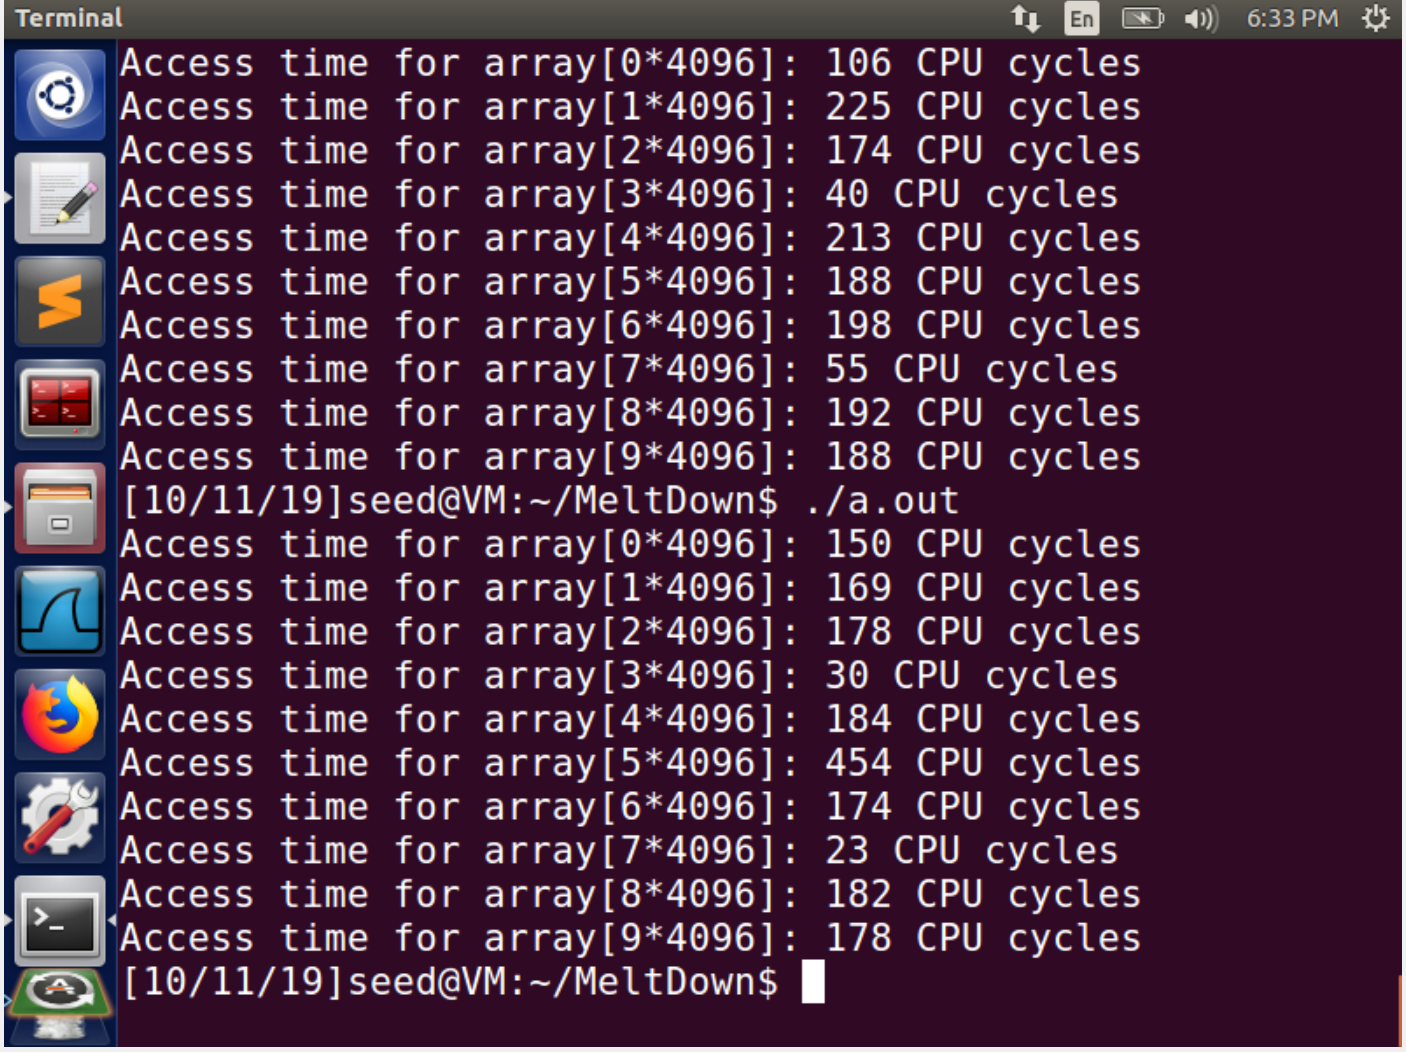 Terminal En 6:33 PM
Access time for array[0*4096]: 106 CPU cycles
Access time for array[1*4096]: 225 CPU cycles
Access time for array[2*4096]: 174 CPU cycles
Access time for array[3*4096]: 40 CPU cycles
Access time for array[4*4096]: 213 CPU cycles
Access time for array[5*4096]: 188 CPU cycles
Access time for array[6*4096]: 198 CPU cycles
Access time for array[7*4096]: 55 CPU cycles
Access time for array[8*4096]: 192 CPU cycles
Access time for array[9*4096]: 188 CPU cycles
[10/11/19]seed@VM:~/MeltDown$ ./a.out
Access time for array[0*4096]: 150 CPU cycles
Access time for array[1*4096]: 169 CPU cycles
Access time for array[2*4096]: 178 CPU cycles
Access time for array[3*4096]: 30 CPU cycles
Access time for array[4*4096]: 184 CPU cycles
Access time for array[5*4096]: 454 CPU cycles
Access time for array[6*4096]: 174 CPU cycles
Access time for array[7*4096]: 23 CPU cycles
Access time for array[8*4096]: 182 CPU cycles
Access time for array[9*4096]: 178 CPU cycles
[10/11/19]seed@VM:~/MeltDown$